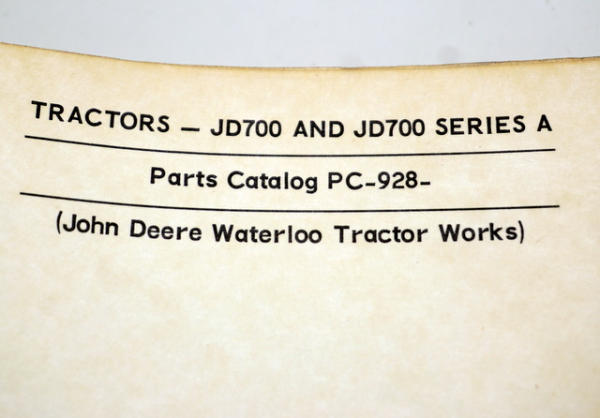 TRACTORS — JD700 AND JD700 SERIES A
Parts Catalog PC-928-
(John Deere Waterloo Tractor Works)